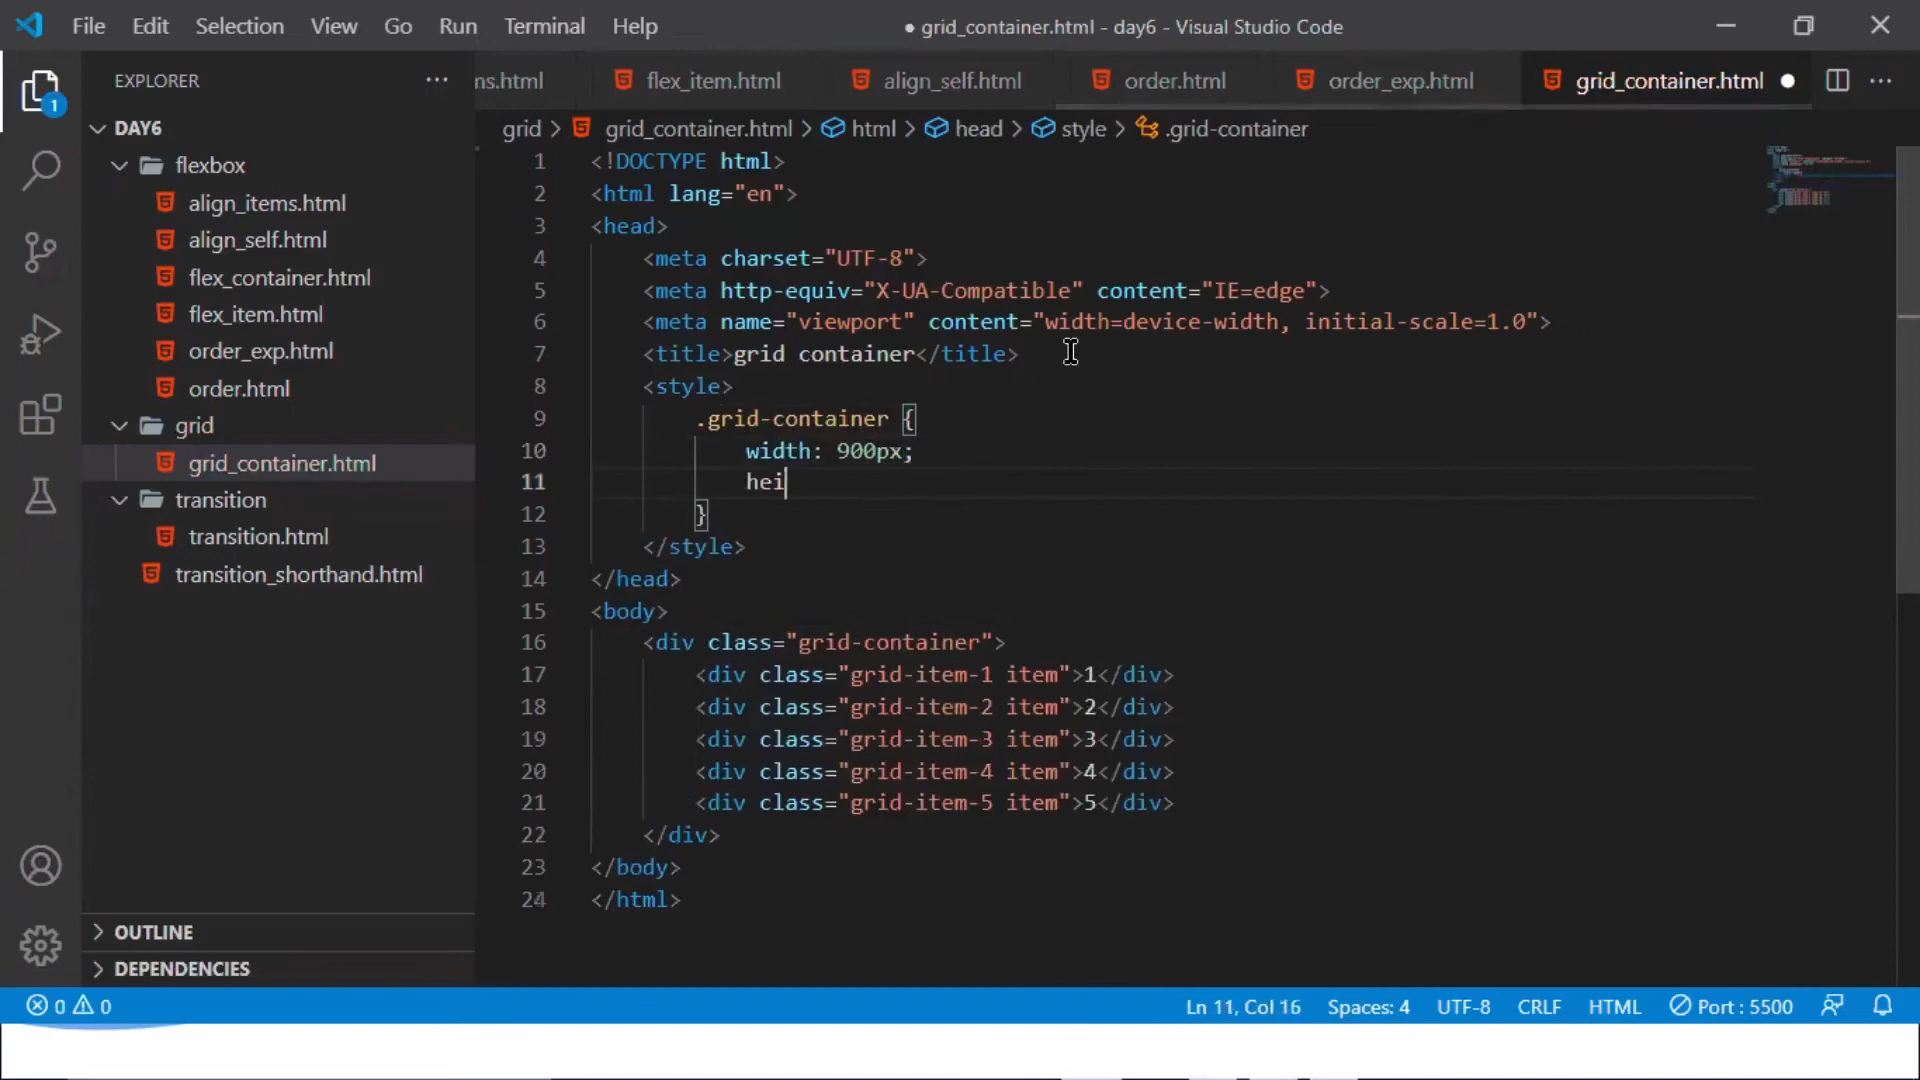 File Edit Selection View Go Run Terminal Help
● grid_container.html - day6 - Visual Studio Code
EXPLORER ···
ms.html flex_item.html align_self.html order.html order_exp.html grid_container.html ● ···
1
DAY6
flexbox
align_items.html
align_self.html
flex_container.html
flex_item.html
order_exp.html
order.html
grid
grid_container.html
transition
transition.html
transition_shorthand.html
OUTLINE
DEPENDENCIES
grid > grid_container.html > html > head > style > .grid-container
1 <!DOCTYPE html>
2 <html lang="en">
3 <head>
4 <meta charset="UTF-8">
5 <meta http-equiv="X-UA-Compatible" content="IE=edge">
6 <meta name="viewport" content="width=device-width, initial-scale=1.0">
7 <title>grid container</title>
8 <style>
9 .grid-container {
10 width: 900px;
11 hei
12 }
13 </style>
14 </head>
15 <body>
16 <div class="grid-container">
17 <div class="grid-item-1 item">1</div>
18 <div class="grid-item-2 item">2</div>
19 <div class="grid-item-3 item">3</div>
20 <div class="grid-item-4 item">4</div>
21 <div class="grid-item-5 item">5</div>
22 </div>
23 </body>
24 </html>
0 0 Ln 11, Col 16 Spaces: 4 UTF-8 CRLF HTML Port : 5500